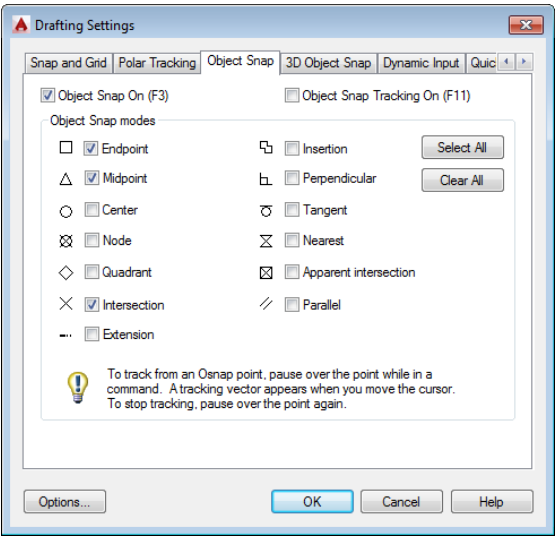 Drafting Settings
Snap and Grid Polar Tracking Object Snap 3D Object Snap Dynamic Input Quic
Object Snap On (F3) Object Snap Tracking On (F11)
Object Snap modes
Endpoint Insertion Select All
Midpoint Perpendicular Clear All
Center Tangent
Node Nearest
Quadrant Apparent intersection
Intersection Parallel
Extension
To track from an Osnap point, pause over the point while in a
command. A tracking vector appears when you move the cursor.
To stop tracking, pause over the point again.
Options... OK Cancel Help